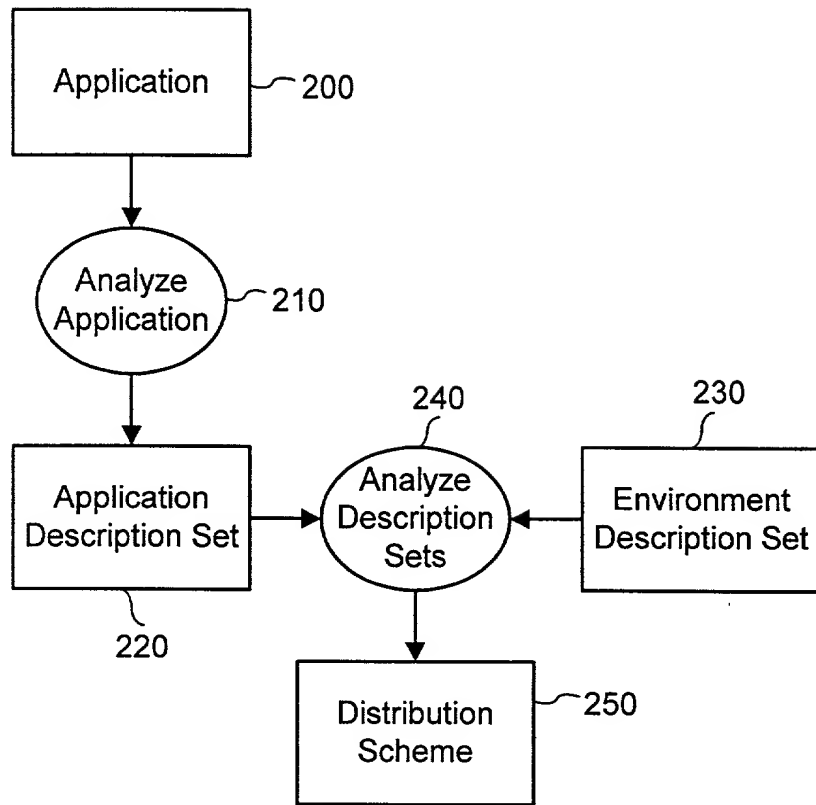 Application
200
Analyze
Application
210
Application
Description Set
220
240
Analyze
Description
Sets
230
Environment
Description Set
Distribution
Scheme
250